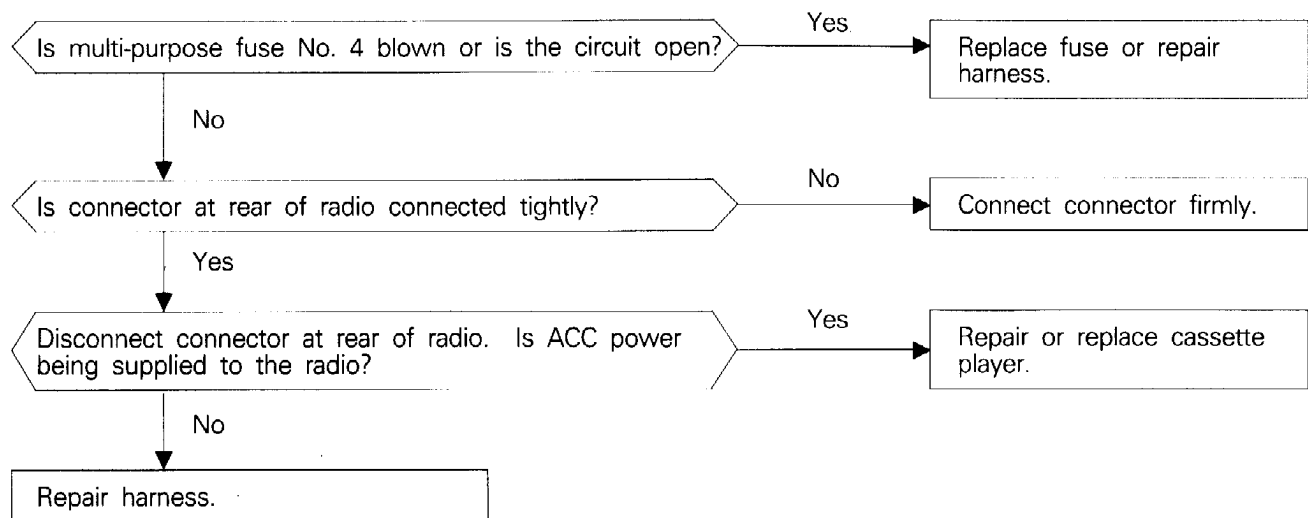 Is multi-purpose fuse No. 4 blown or is the circuit open?
Yes
Replace fuse or repair
harness.
No
Is connector at rear of radio connected tightly?
No
Connect connector firmly.
Yes
Disconnect connector at rear of radio. Is ACC power
being supplied to the radio?
Yes
Repair or replace cassette
player.
No
Repair harness.